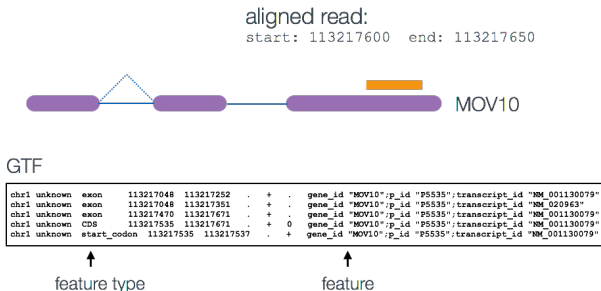 aligned read:
start: 113217600 end: 113217650
MOV10
GTF
chr1 unknown exon 113217048 113217252 . + . gene_id "MOV10";p_id "P5535";transcript_id "NM_001130079"
chr1 unknown exon 113217048 113217351 . + . gene_id "MOV10";p_id "P5535";transcript_id "NM_020963"
chr1 unknown exon 113217470 113217671 . + . gene_id "MOV10";p_id "P5535";transcript_id "NM_001130079"
chr1 unknown CDS 113217535 113217671 . + 0 gene_id "MOV10";p_id "P5535";transcript_id "NM_001130079"
chr1 unknown start_codon 113217535 113217537 . + gene_id "MOV10";p_id "P5535";transcript_id "NM_001130079"
feature type feature